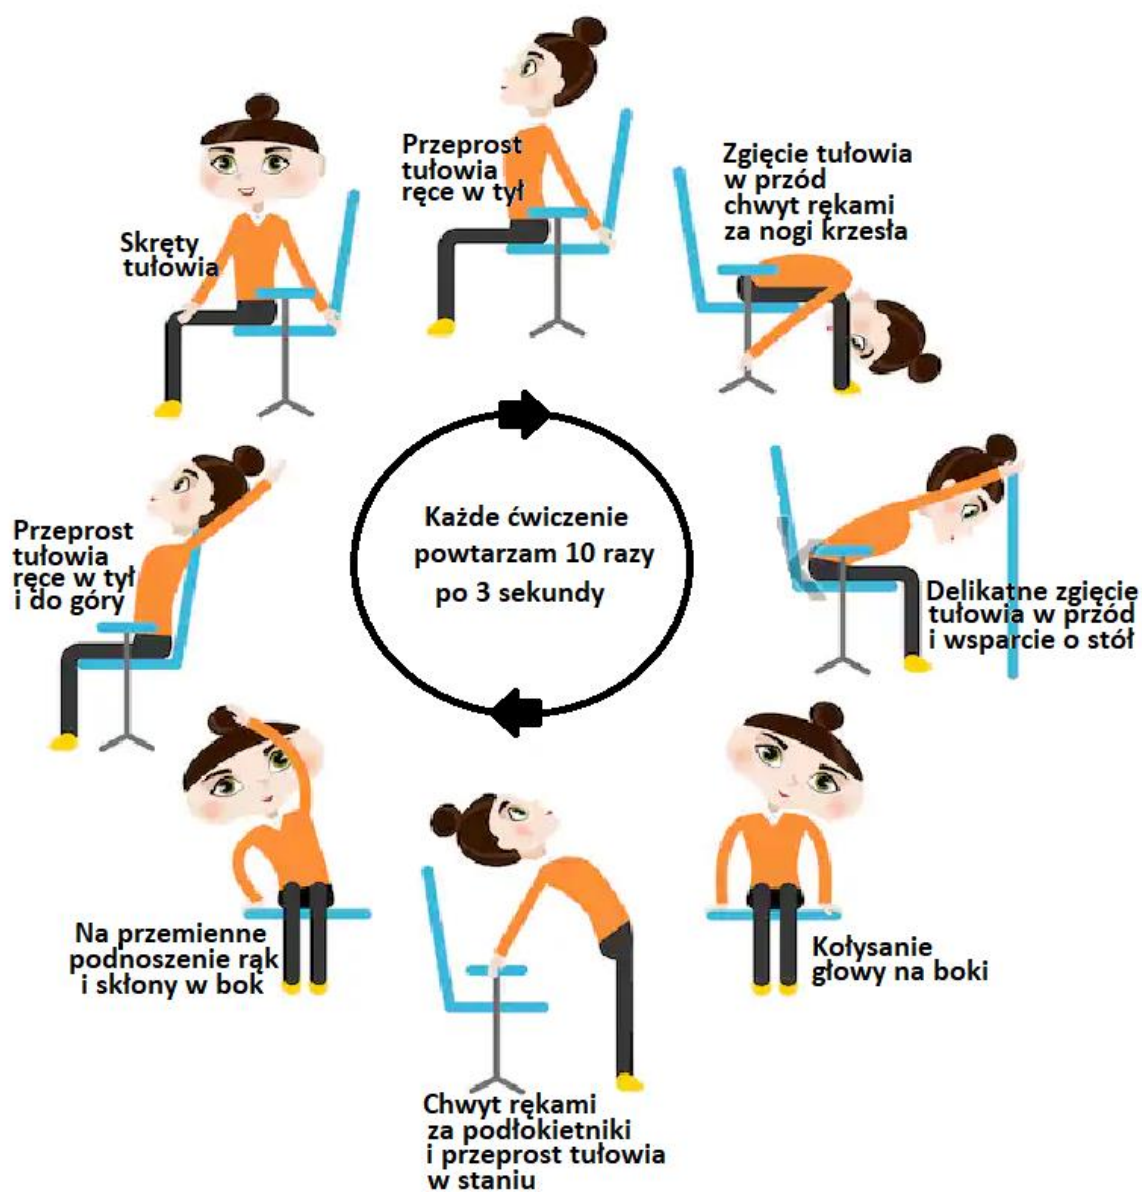 Przeprost
tułowia
ręce w tył
Zgięcie tułowia
w przód
chwyt rękami
za nogi krzesła
Skręty
tułowia
Każde ćwiczenie
powtarzam 10 razy
po 3 sekundy
Przeprost
tułowia
ręce w tył
i do góry
Delikatne zgięcie
tułowia w przód
i wsparcie o stół
Na przemienne
podnoszenie rąk
i skłony w bok
Kołysanie
głowy na boki
Chwyt rękami
za podłokietniki
i przeprost tułowia
w staniu